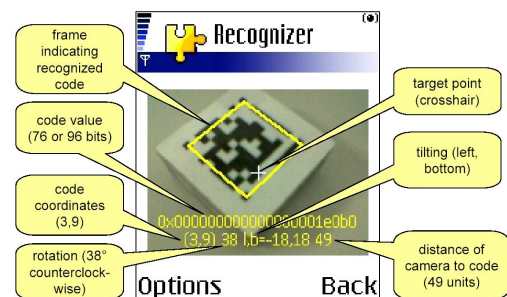 frame
indicating
recognized
code
code value
(76 or 96 bits)
code
coordinates
(3,9)
rotation (38°
counterclock-
wise)
Recognizer
0x0000000000000000001e0b0
(3,9) 38 l,b=-18,18 49
Options Back
target point
(crosshair)
tilting (left,
bottom)
distance of
camera to code
(49 units)